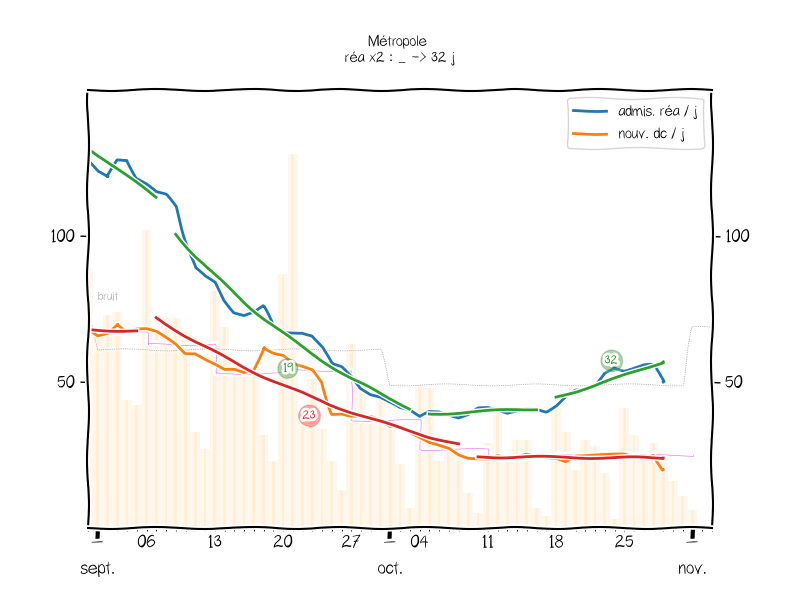 Métropole
réa x2 : _ -> 32 j
admis. réa / j
nouv. dc / j
100
100
bruit
32
19
50
50
23
06
13
20
27
04
11
18
25
sept.
oct.
nov.